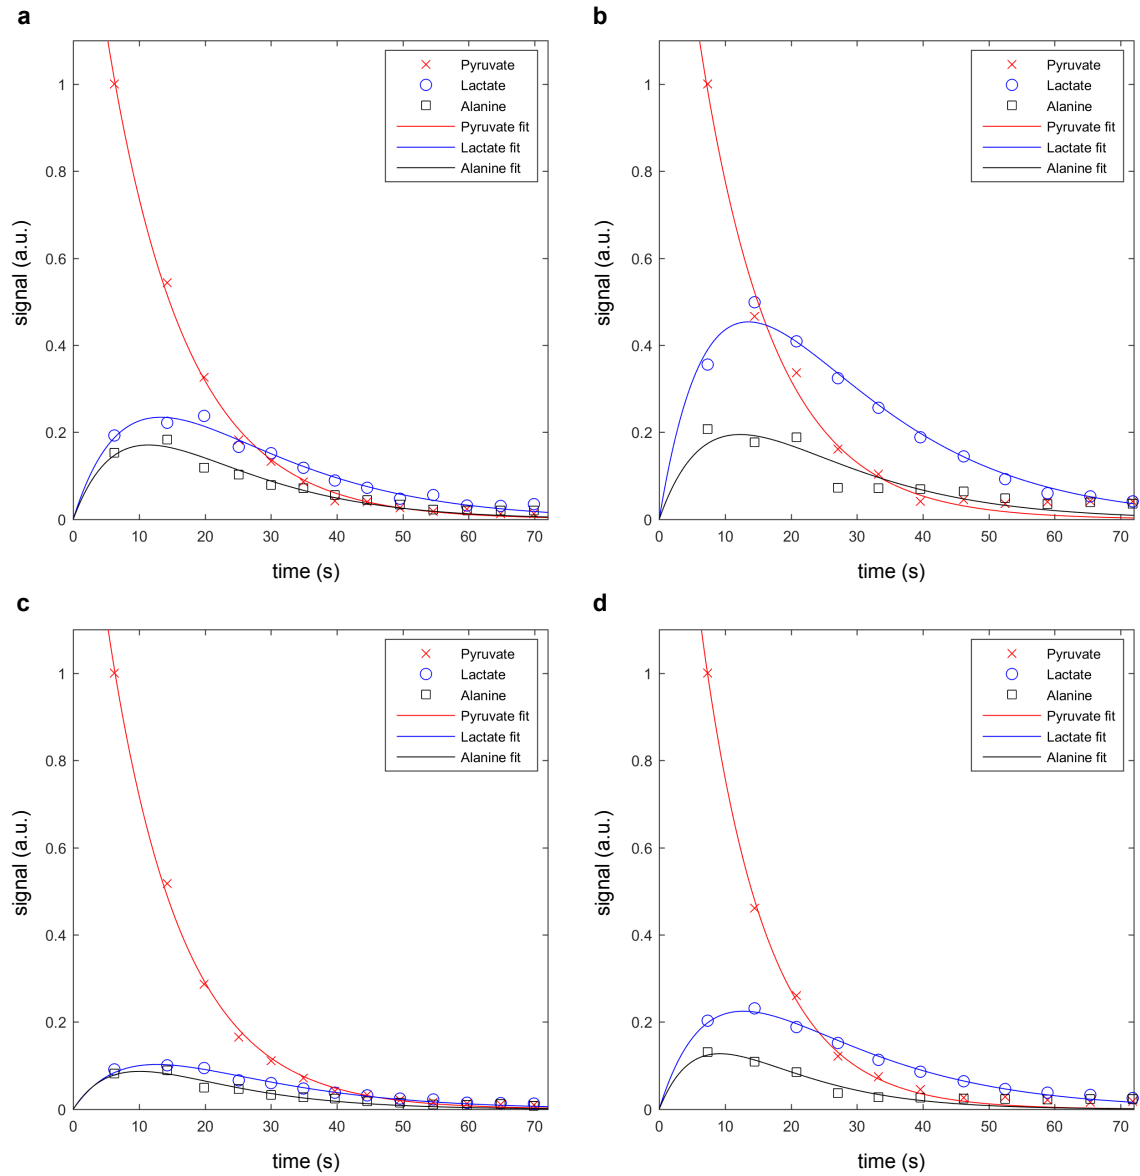 a
Pyruvate
Lactate
Alanine
Pyruvate fit
Lactate fit
Alanine fit
1
0.8
0.6
0.4
0.2
0
0 10 20 30 40 50 60 70
signal (a.u.)
time (s)
b
Pyruvate
Lactate
Alanine
Pyruvate fit
Lactate fit
Alanine fit
1
0.8
0.6
0.4
0.2
0
0 10 20 30 40 50 60 70
signal (a.u.)
time (s)
c
Pyruvate
Lactate
Alanine
Pyruvate fit
Lactate fit
Alanine fit
1
0.8
0.6
0.4
0.2
0
0 10 20 30 40 50 60 70
signal (a.u.)
time (s)
d
Pyruvate
Lactate
Alanine
Pyruvate fit
Lactate fit
Alanine fit
1
0.8
0.6
0.4
0.2
0
0 10 20 30 40 50 60 70
signal (a.u.)
time (s)